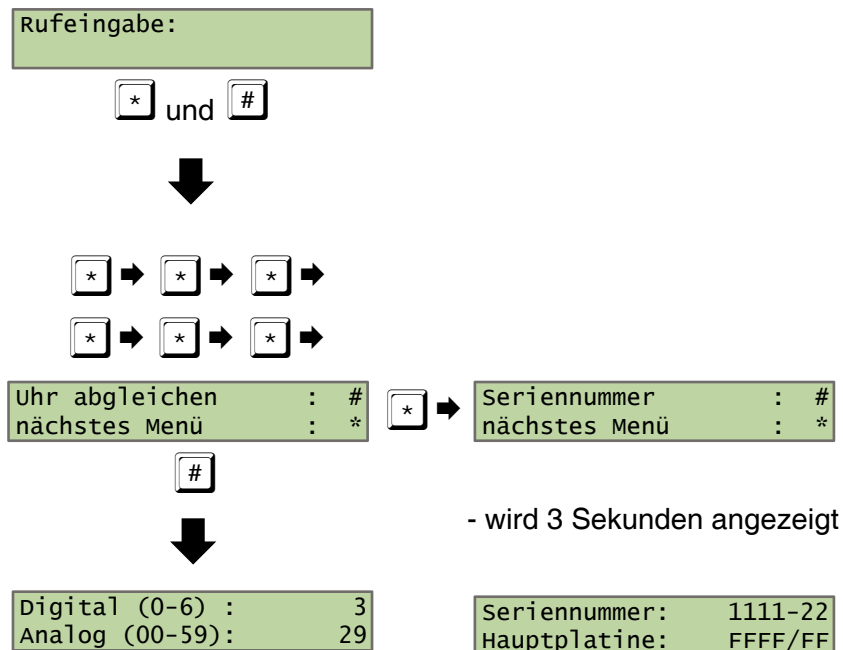 Rufeingabe:
* und #
* * *
* * *
Uhr abgleichen : #
nächstes Menü : *
*
Seriennummer : #
nächstes Menü : *
#
- wird 3 Sekunden angezeigt
Digital (0-6) : 3
Analog (00-59): 29
Seriennummer: 1111-22
Hauptplatine: FFFF/FF